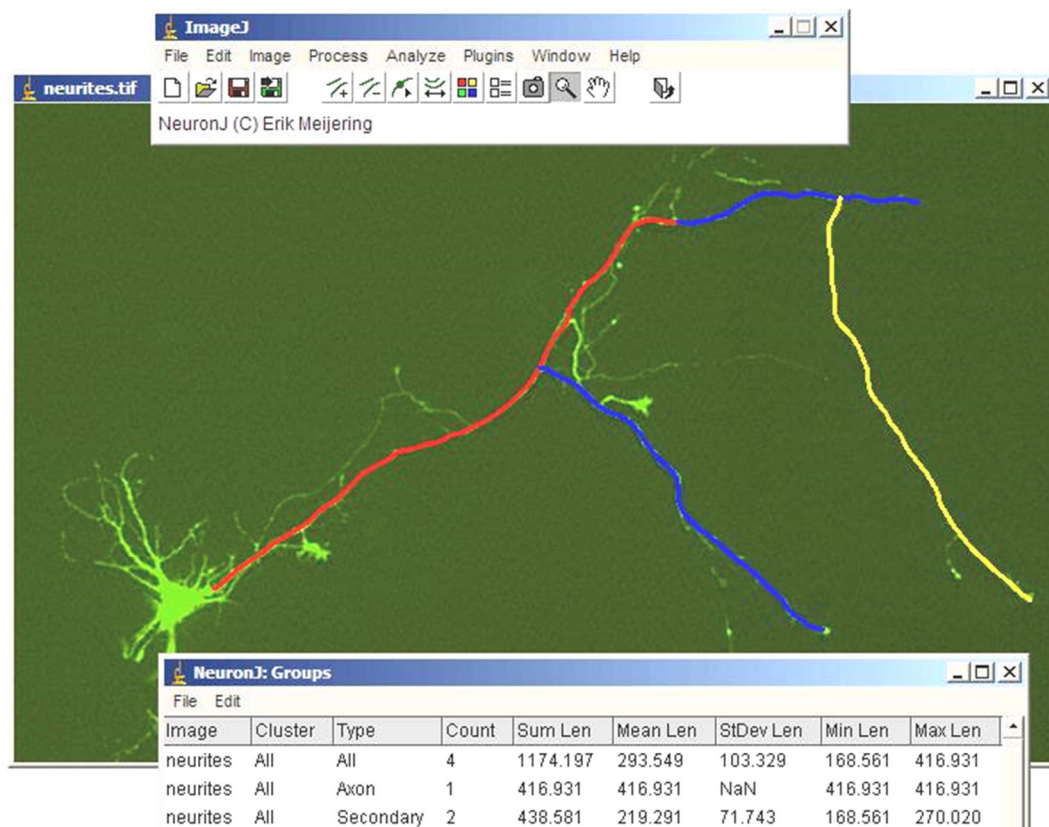 ImageJ
File Edit Image Process Analyze Plugins Window Help
neurites.tif
NeuronJ (C) Erik Meijering
NeuronJ: Groups
File Edit
Image Cluster Type Count Sum Len Mean Len StDev Len Min Len Max Len
neurites All All 4 1174.197 293.549 103.329 168.561 416.931
neurites All Axon 1 416.931 416.931 NaN 416.931 416.931
neurites All Secondary 2 438.581 219.291 71.743 168.561 270.020